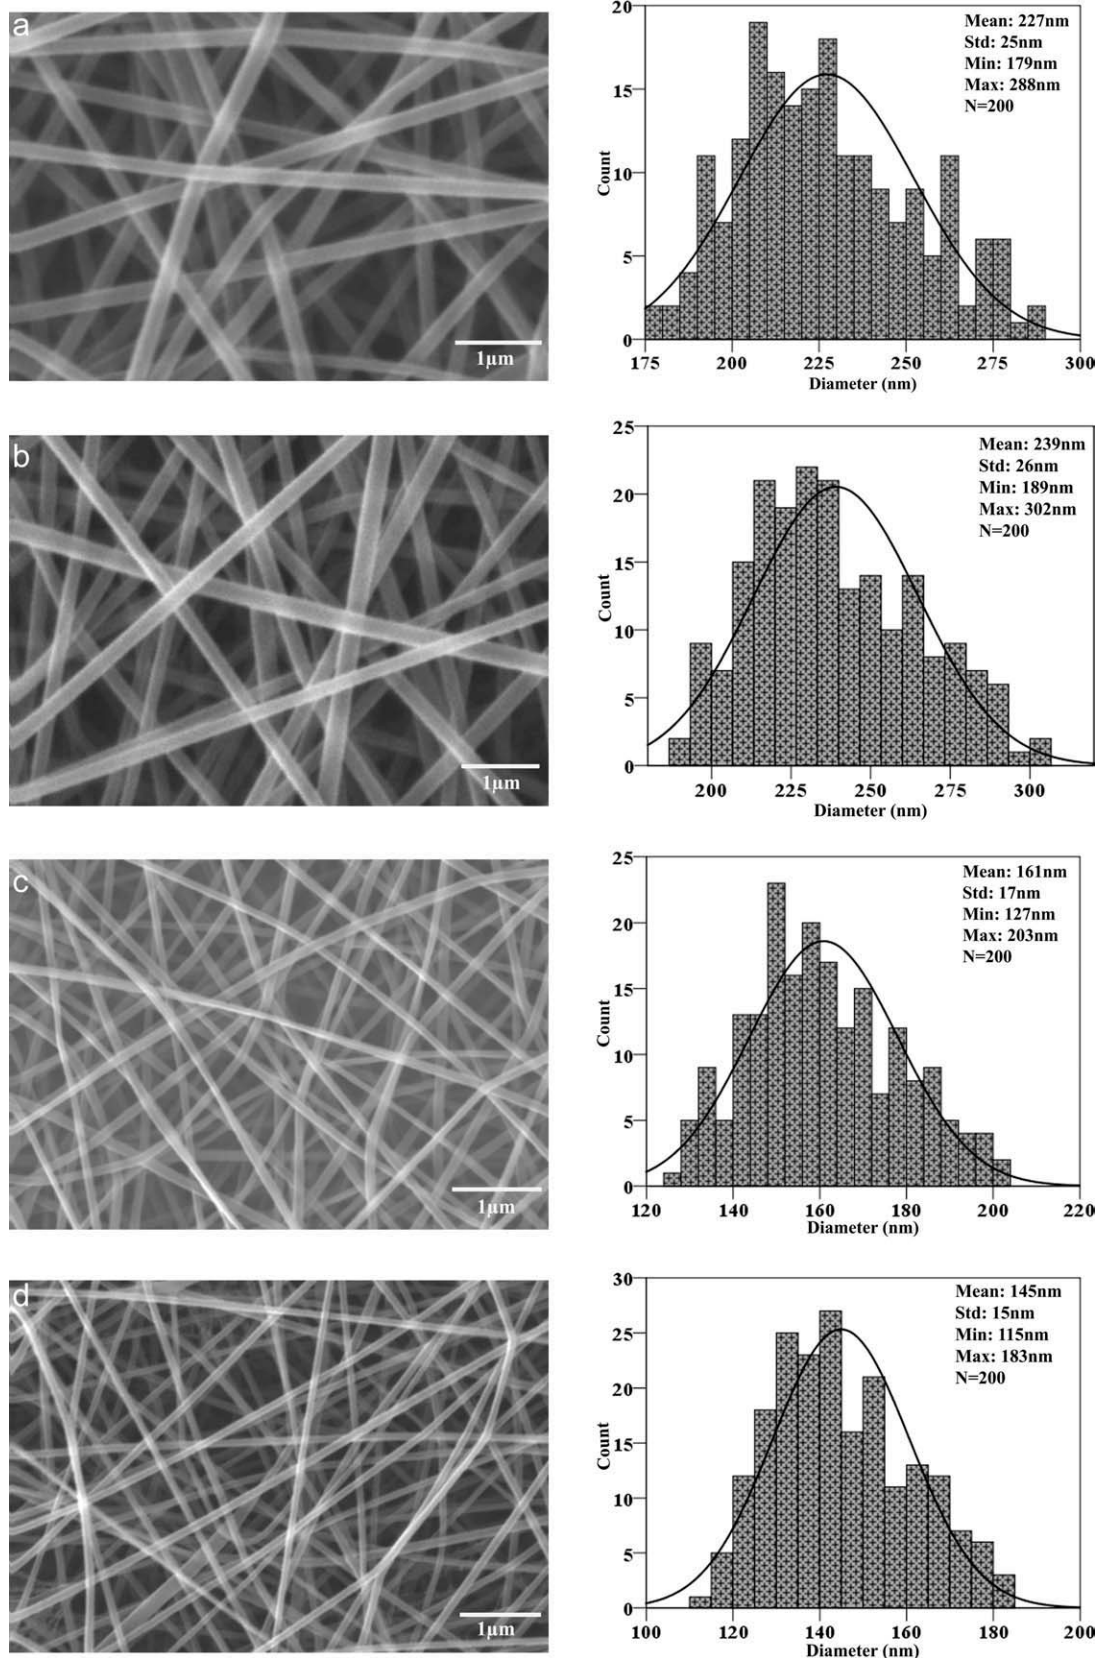 a
1µm
20
15
10
5
0
Count
175
200
225
250
275
300
Diameter (nm)
Mean: 227nm
Std: 25nm
Min: 179nm
Max: 288nm
N=200
b
1µm
25
20
15
10
5
0
Count
200
225
250
275
300
Diameter (nm)
Mean: 239nm
Std: 26nm
Min: 189nm
Max: 302nm
N=200
c
1µm
25
20
15
10
5
0
Count
120
140
160
180
200
220
Diameter (nm)
Mean: 161nm
Std: 17nm
Min: 127nm
Max: 203nm
N=200
d
1µm
30
25
20
15
10
5
0
Count
100
120
140
160
180
200
Diameter (nm)
Mean: 145nm
Std: 15nm
Min: 115nm
Max: 183nm
N=200